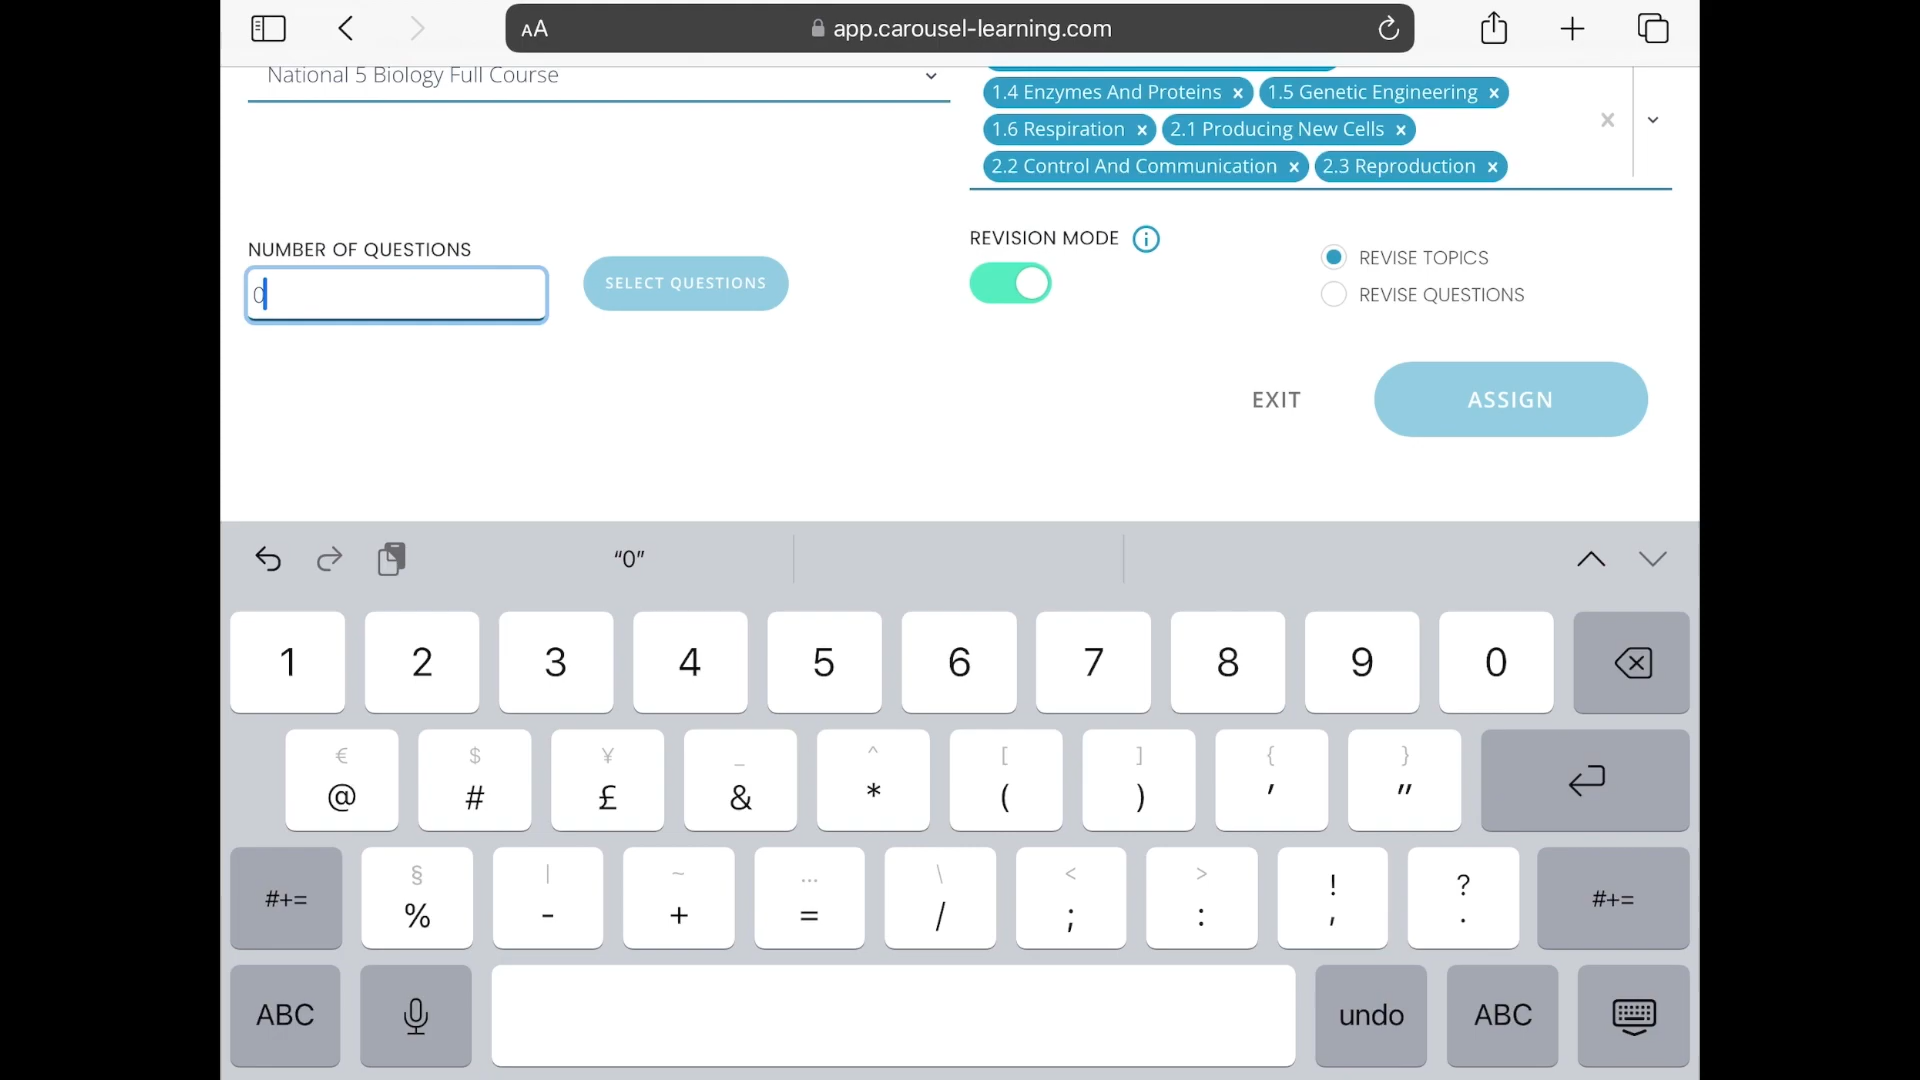 AA app.carousel-learning.com
National 5 Biology Full Course
1.4 Enzymes And Proteins × 1.5 Genetic Engineering ×
1.6 Respiration × 2.1 Producing New Cells ×
2.2 Control And Communication × 2.3 Reproduction ×
NUMBER OF QUESTIONS
0
SELECT QUESTIONS
REVISION MODE i
REVISE TOPICS
REVISE QUESTIONS
EXIT
ASSIGN
“0”
1 2 3 4 5 6 7 8 9 0
€ $ ¥ _ ^ [ ] { }
@ # £ & * ( ) ' "
§ | ~ … \ < > ! ?
#+= % - + = / ; : , . #+=
ABC undo ABC